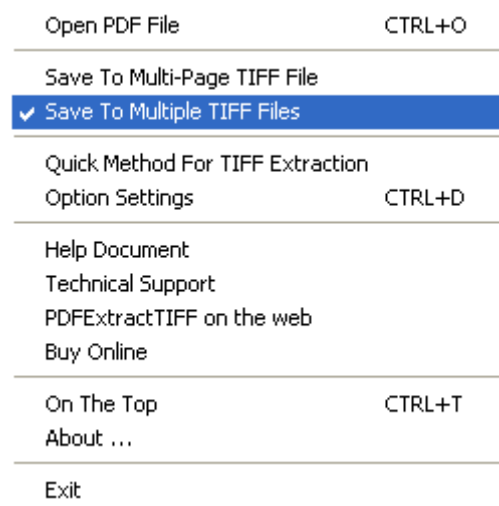 Open PDF File CTRL+O
Save To Multi-Page TIFF File
Save To Multiple TIFF Files
Quick Method For TIFF Extraction
Option Settings CTRL+D
Help Document
Technical Support
PDFExtractTIFF on the web
Buy Online
On The Top CTRL+T
About ...
Exit